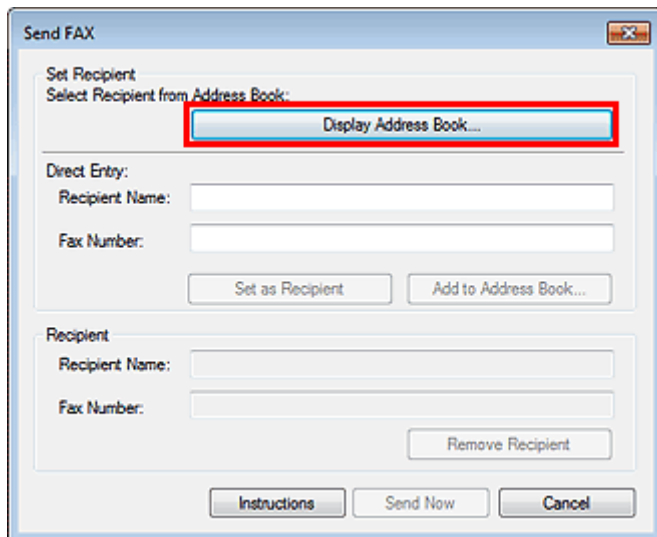 Send FAX
Set Recipient
Select Recipient from Address Book:
Display Address Book...
Direct Entry:
Recipient Name:
Fax Number:
Set as Recipient Add to Address Book...
Recipient
Recipient Name:
Fax Number:
Remove Recipient
Instructions Send Now Cancel